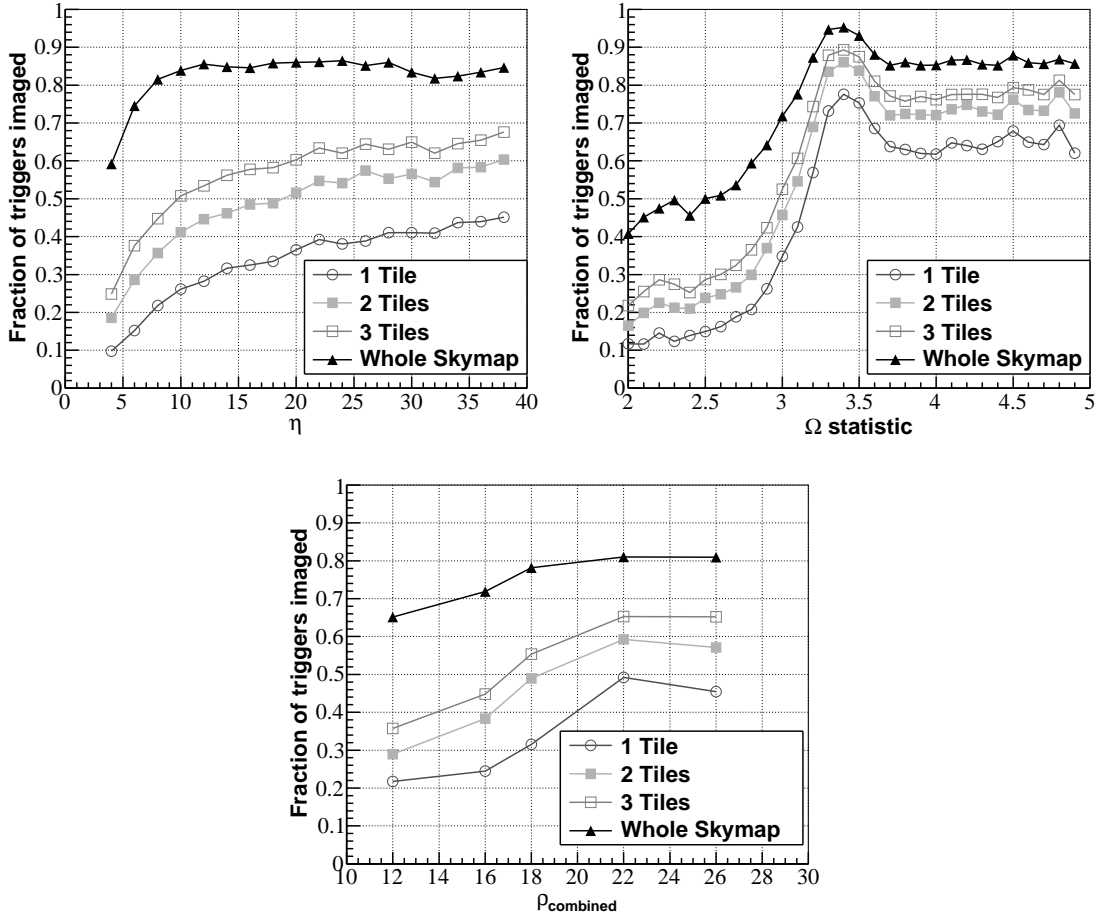 Fraction of triggers imaged
1
0.9
0.8
0.7
0.6
0.5
0.4
0.3
0.2
0.1
0
0 5 10 15 20 25 30 35 40
η
1 Tile
2 Tiles
3 Tiles
Whole Skymap
Fraction of triggers imaged
1
0.9
0.8
0.7
0.6
0.5
0.4
0.3
0.2
0.1
0
2 2.5 3 3.5 4 4.5 5
Ω statistic
1 Tile
2 Tiles
3 Tiles
Whole Skymap
Fraction of triggers imaged
1
0.9
0.8
0.7
0.6
0.5
0.4
0.3
0.2
0.1
0
10 12 14 16 18 20 22 24 26 28 30
ρcombined
1 Tile
2 Tiles
3 Tiles
Whole Skymap